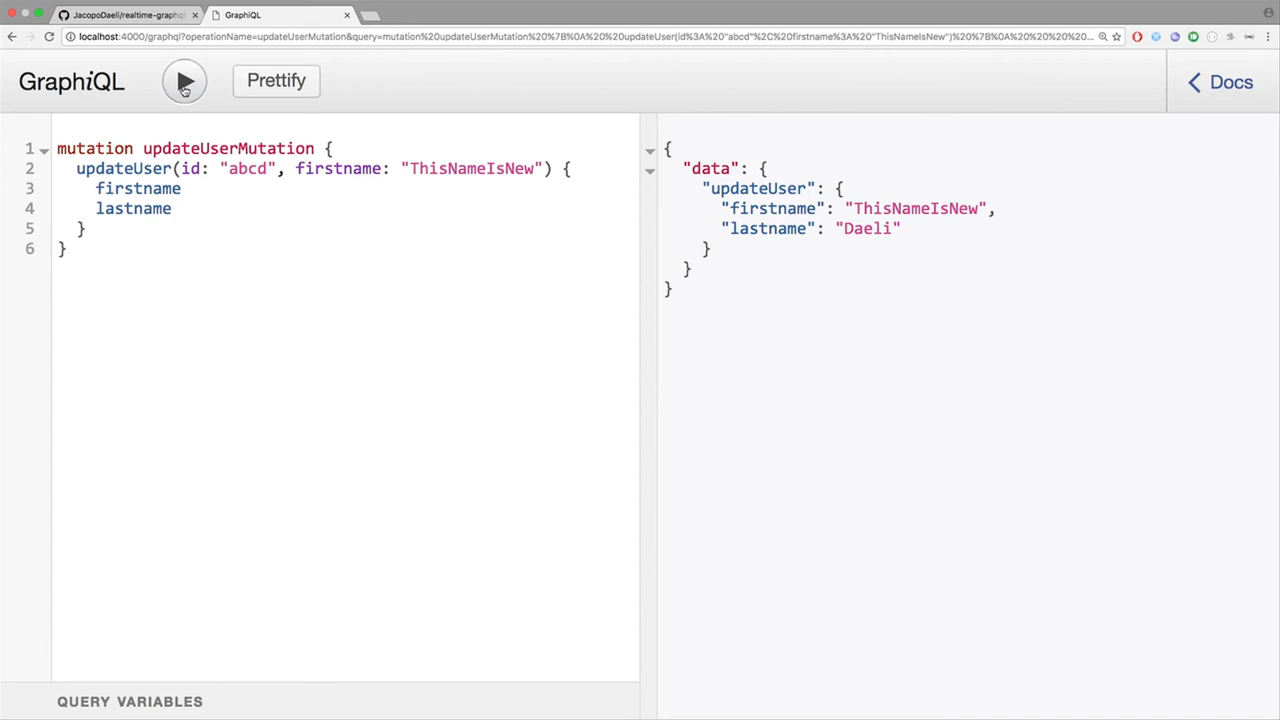 JacopoDaeli/realtime-graphql
GraphiQL
localhost:4000/graphql?operationName=updateUserMutation&query=mutation%20updateUserMutation%20%7B%0A%20%20updateUser(id%3A%20"abcd"%2C%20firstname%3A%20"ThisNameIsNew")%20%7B%0A%20%20%20%20...
GraphiQL
Prettify
Docs
1 mutation updateUserMutation {
2 updateUser(id: "abcd", firstname: "ThisNameIsNew") {
3 firstname
4 lastname
5 }
6 }
{
"data": {
"updateUser": {
"firstname": "ThisNameIsNew",
"lastname": "Daeli"
}
}
}
QUERY VARIABLES